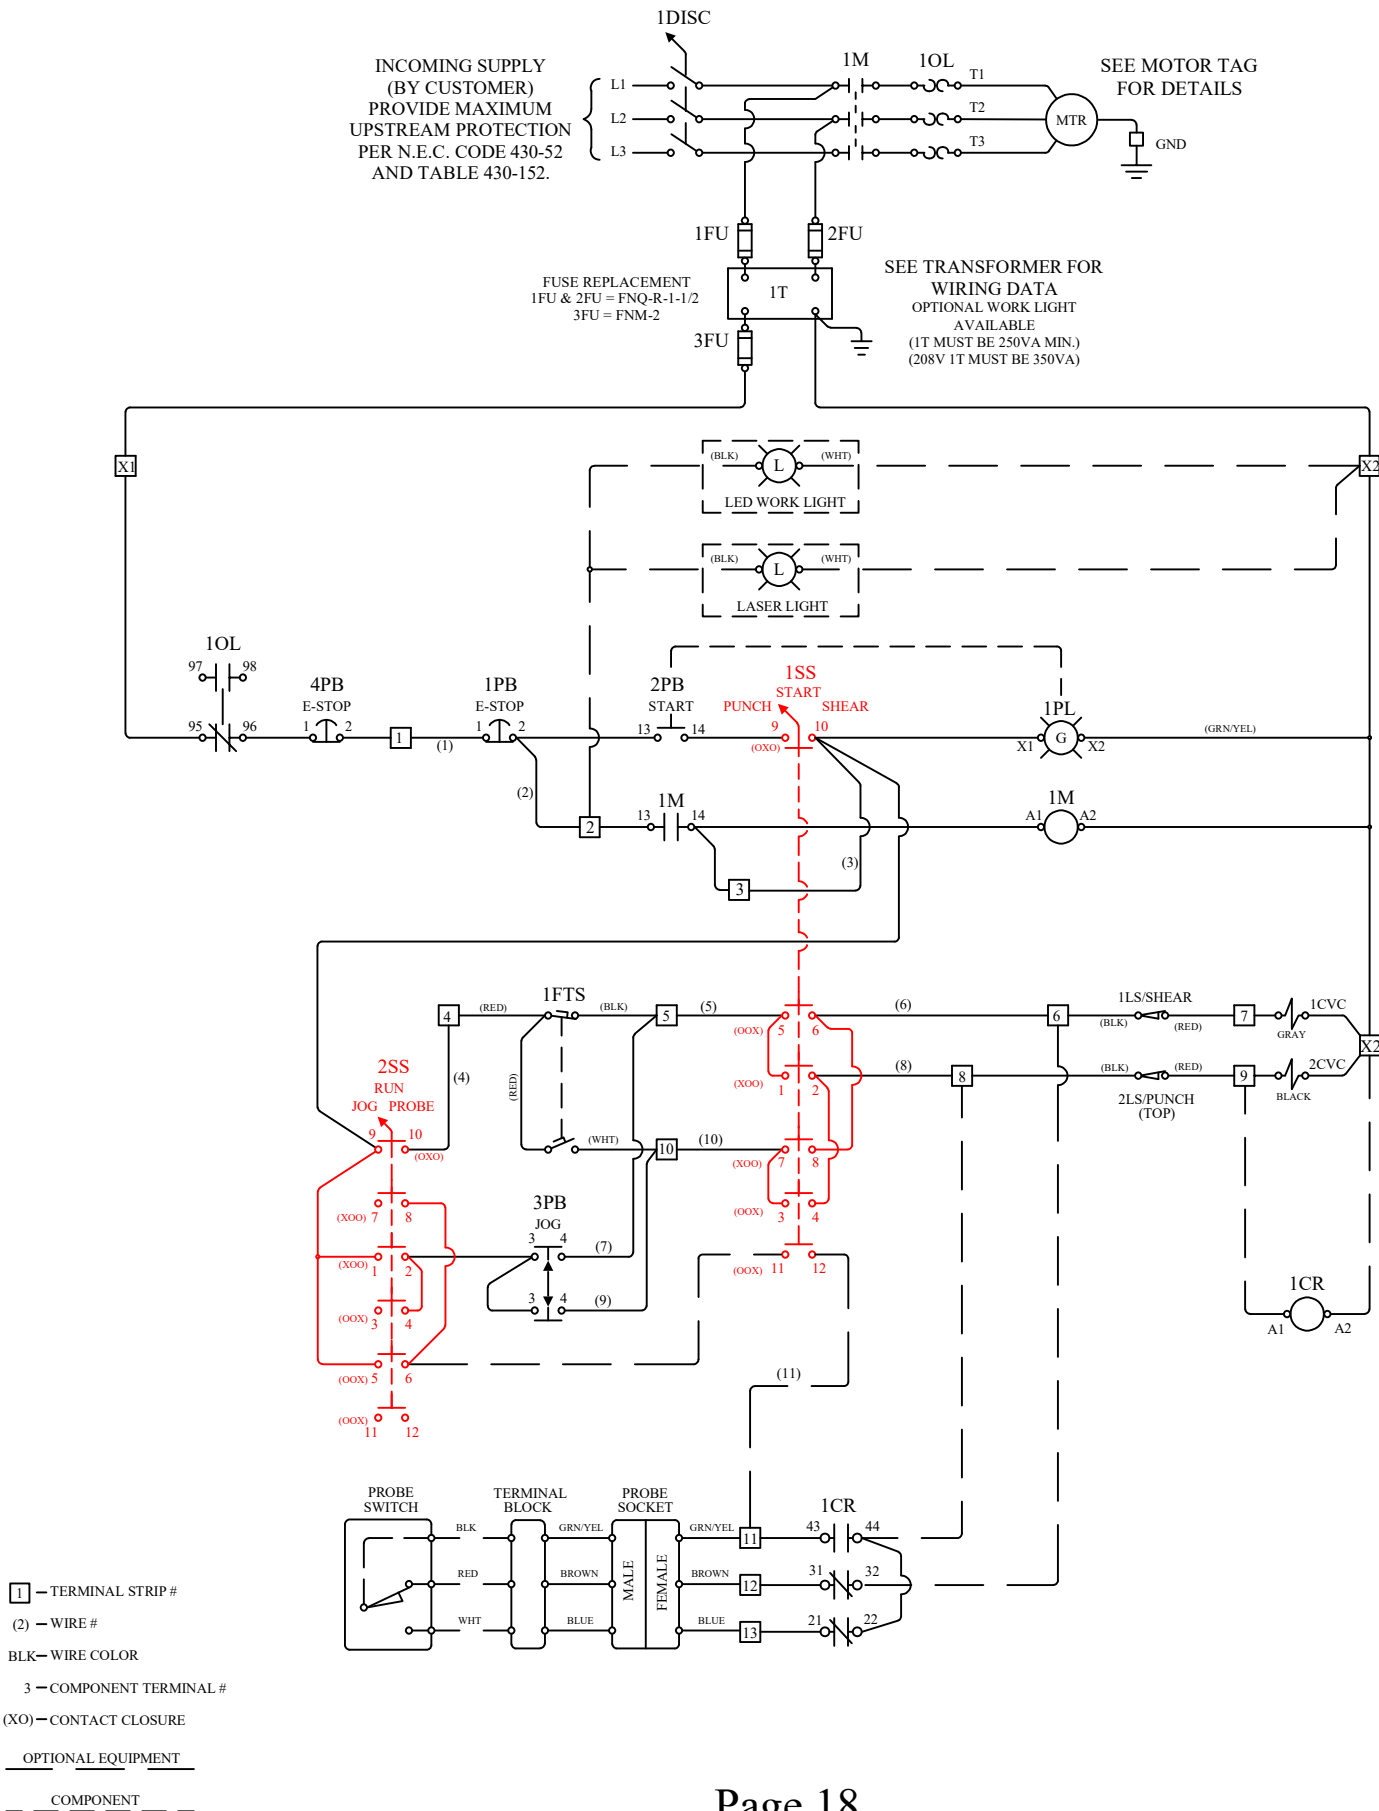 1DISC
INCOMING SUPPLY
(BY CUSTOMER)
PROVIDE MAXIMUM
UPSTREAM PROTECTION
PER N.E.C. CODE 430-52
AND TABLE 430-152.
L1
L2
L3
1M
1OL
T1
T2
T3
MTR
SEE MOTOR TAG
FOR DETAILS
GND
1FU
2FU
FUSE REPLACEMENT
1FU & 2FU = FNQ-R-1-1/2
3FU = FNM-2
1T
3FU
SEE TRANSFORMER FOR
WIRING DATA
OPTIONAL WORK LIGHT
AVAILABLE
(1T MUST BE 250VA MIN.)
(208V 1T MUST BE 350VA)
X1
(BLK)
L
(WHT)
LED WORK LIGHT
X2
(BLK)
L
(WHT)
LASER LIGHT
1OL
97
98
95
96
4PB
E-STOP
1
2
1
(1)
1PB
E-STOP
1
2
(2)
2PB
START
13
14
1SS
START
PUNCH
SHEAR
9
10
(OXO)
1PL
X1
G
X2
(GRN/YEL)
2
1M
13
14
3
(3)
1M
A1
A2
4
(RED)
1FTS
(BLK)
5
(5)
(4)
(RED)
(WHT)
10
(10)
5
6
(OOX)
(6)
1
2
(XOO)
(8)
7
8
(XOO)
3
4
(OOX)
11
12
(OOX)
6
1LS/SHEAR
(BLK)
(RED)
7
1CVC
GRAY
X2
8
(BLK)
(RED)
2LS/PUNCH
(TOP)
9
2CVC
BLACK
2SS
RUN
JOG
PROBE
9
10
(OXO)
(XOO)
7
8
(XOO)
1
2
(OOX)
3
4
(OOX)
5
6
(OOX)
11
12
3PB
JOG
3
4
(7)
3
4
(9)
1CR
A1
A2
(11)
PROBE
SWITCH
TERMINAL
BLOCK
PROBE
SOCKET
1CR
BLK
GRN/YEL
GRN/YEL
11
43
44
RED
BROWN
BROWN
12
31
32
WHT
BLUE
BLUE
13
21
22
MALE
FEMALE
1 – TERMINAL STRIP #
(2) – WIRE #
BLK – WIRE COLOR
3 – COMPONENT TERMINAL #
(XO) – CONTACT CLOSURE
OPTIONAL EQUIPMENT
COMPONENT
Page 18